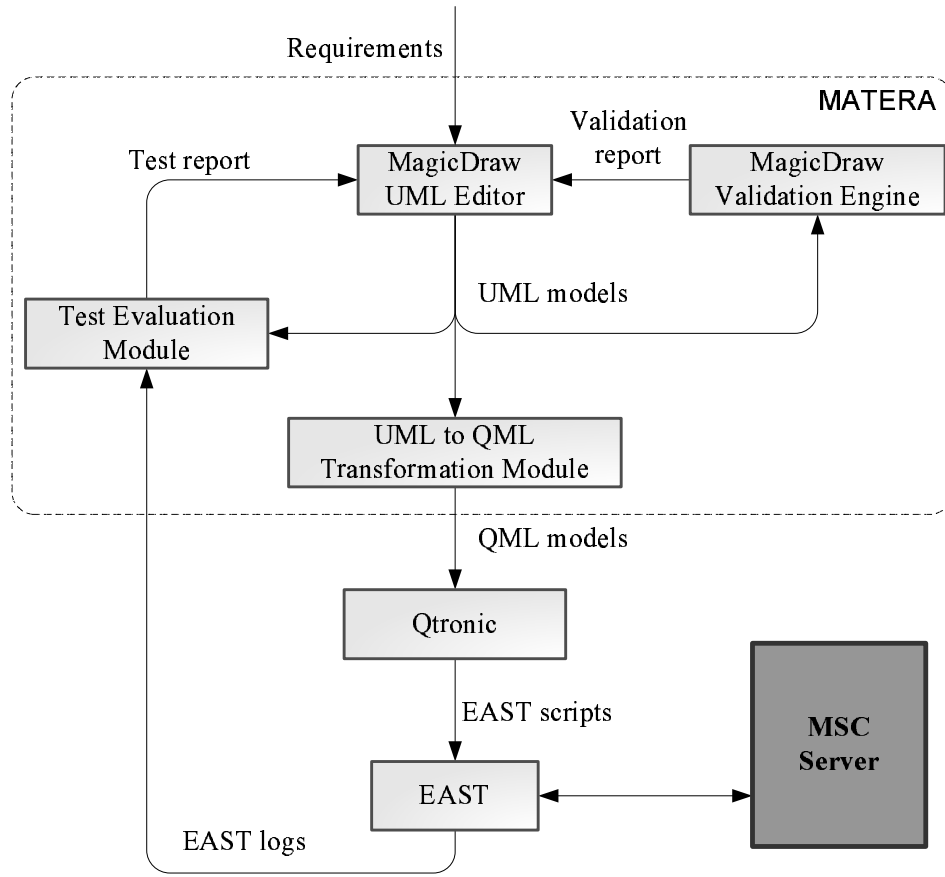 Requirements
MATERA
Validation
report
Test report
MagicDraw
UML Editor
MagicDraw
Validation Engine
UML models
Test Evaluation
Module
UML to QML
Transformation Module
QML models
Qtronic
EAST scripts
MSC
Server
EAST
EAST logs